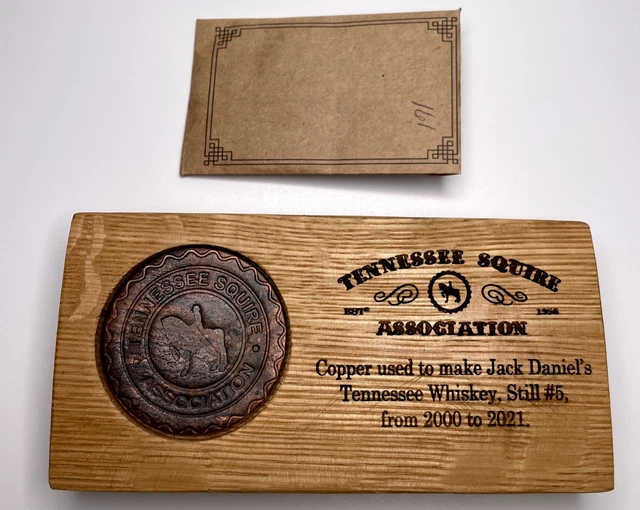 161
TENNESSEE SQUIRE
ASSOCIATION
TENNESSEE SQUIRE
ESTD 1956
ASSOCIATION
Copper used to make Jack Daniel's
Tennessee Whiskey, Still #5,
from 2000 to 2021.